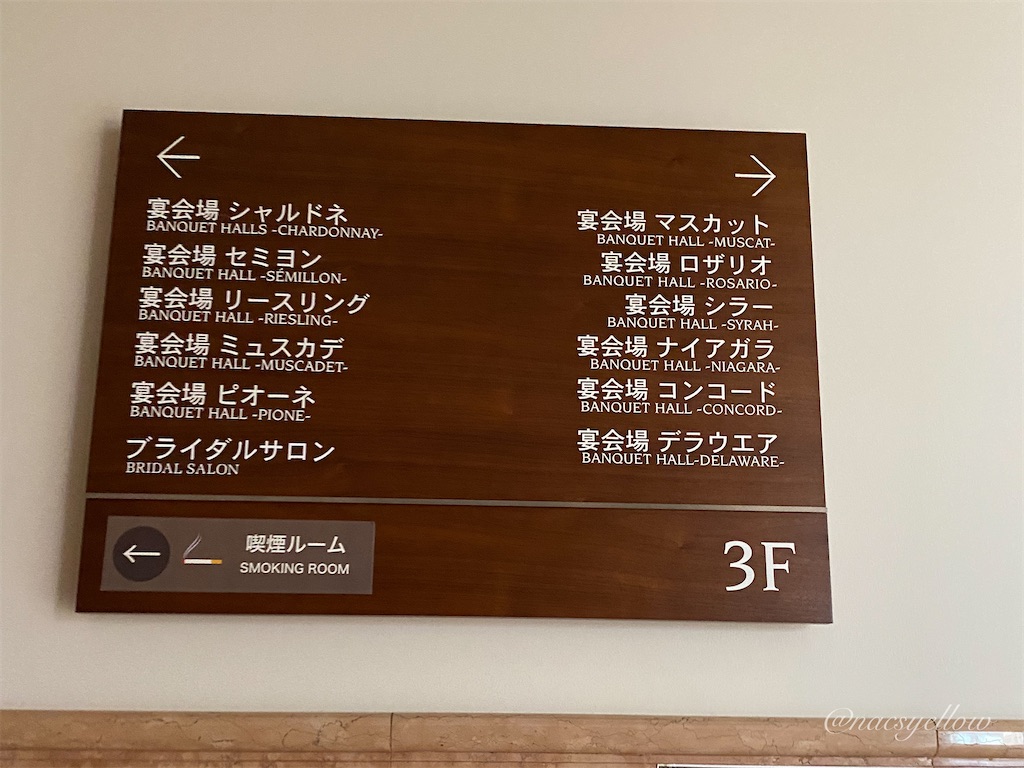 ←
宴会場 シャルドネ
BANQUET HALLS -CHARDONNAY-
宴会場 セミヨン
BANQUET HALL -SÉMILLON-
宴会場 リースリング
BANQUET HALL -RIESLING-
宴会場 ミュスカデ
BANQUET HALL -MUSCADET-
宴会場 ピオーネ
BANQUET HALL -PIONE-
ブライダルサロン
BRIDAL SALON
→
宴会場 マスカット
BANQUET HALL -MUSCAT-
宴会場 ロザリオ
BANQUET HALL -ROSARIO-
宴会場 シラー
BANQUET HALL -SYRAH-
宴会場 ナイアガラ
BANQUET HALL -NIAGARA-
宴会場 コンコード
BANQUET HALL -CONCORD-
宴会場 デラウエア
BANQUET HALL-DELAWARE-
←
喫煙ルーム
SMOKING ROOM
3F
@nacsyellow